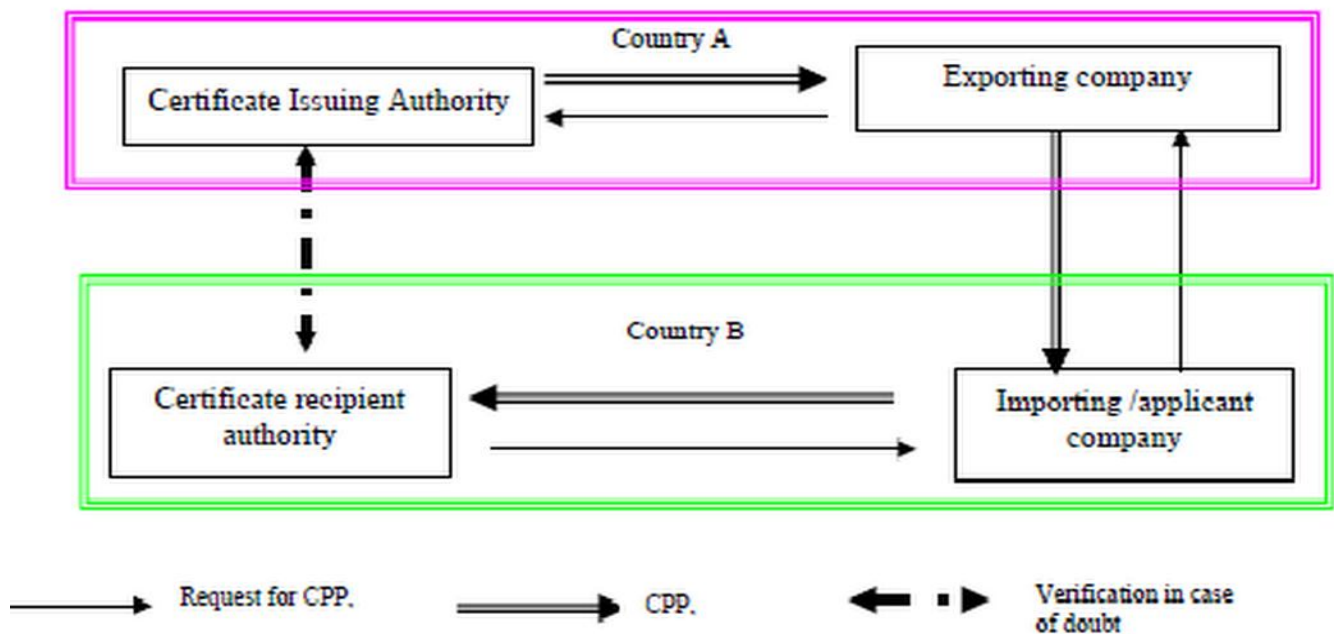 Country A
Certificate Issuing Authority
Exporting company
Country B
Certificate recipient
authority
Importing /applicant
company
Request for CPP.
CPP.
Verification in case
of doubt